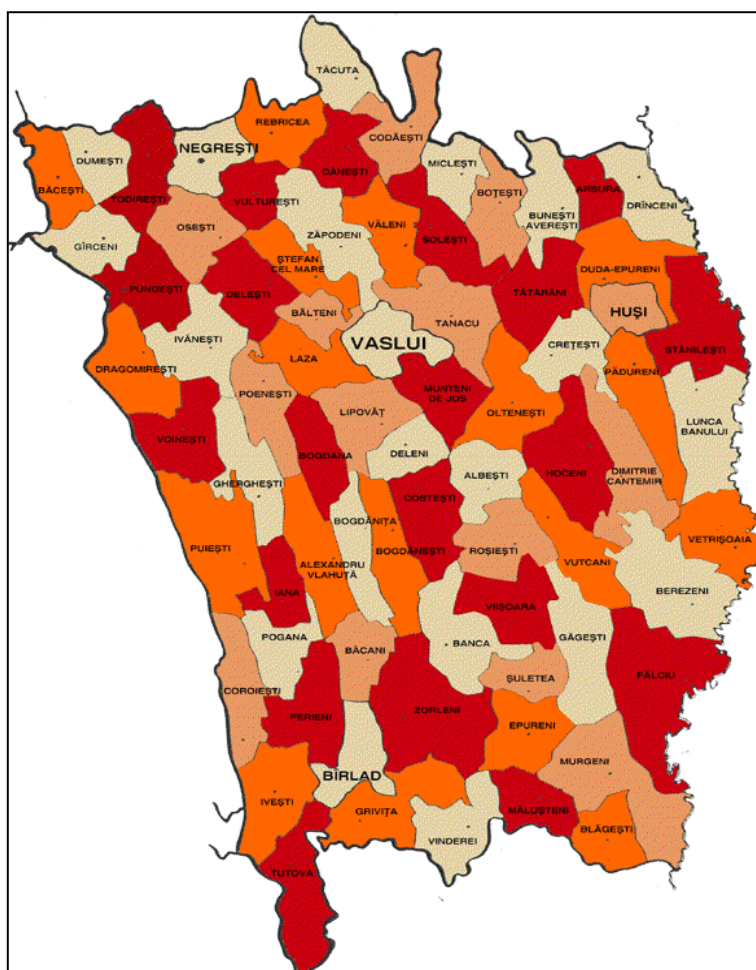 TĂCUTA
REBRICEA
CODĂEȘTI
DUMEȘTI
NEGREȘTI
MICLEȘTI
DĂNEȘTI
BĂCEȘTI
BOȚEȘTI
ARSURA
TODIREȘTI
VULTUREȘTI
DRÎNCENI
BUNEȘTI
AVEREȘTI
OSEȘTI
VĂLENI
ZĂPODENI
SOLEȘTI
GÎRCENI
ȘTEFAN
CEL MARE
DUDA-EPURENI
PUNGEȘTI
DELEȘTI
TĂTĂRĂNI
BĂLTENI
HUȘI
TANACU
IVĂNEȘTI
VASLUI
CREȚEȘTI
STĂNILEȘTI
LAZA
DRAGOMIREȘTI
PĂDURENI
MUNTENI
DE JOS
POENEȘTI
OLTENEȘTI
LIPOVĂȚ
LUNCA
BANULUI
VOINEȘTI
BOGDANA
DELENI
HOCENI
DIMITRIE
CANTEMIR
ALBEȘTI
GHERGHEȘTI
COSTEȘTI
BOGDĂNIȚA
VETRIȘOAIA
PUIEȘTI
BOGDĂNEȘTI
ROȘIEȘTI
ALEXANDRU
VLAHUȚĂ
VUTCANI
BEREZENI
IANA
VIIȘOARA
POGANA
BĂCANI
BANCA
GĂGEȘTI
FĂLCIU
ȘULETEA
COROIEȘTI
PERIENI
ZORLENI
EPURENI
MURGENI
BÎRLAD
IVEȘTI
GRIVIȚA
MĂLUȘTENI
BLĂGEȘTI
VINDEREI
TUTOVA